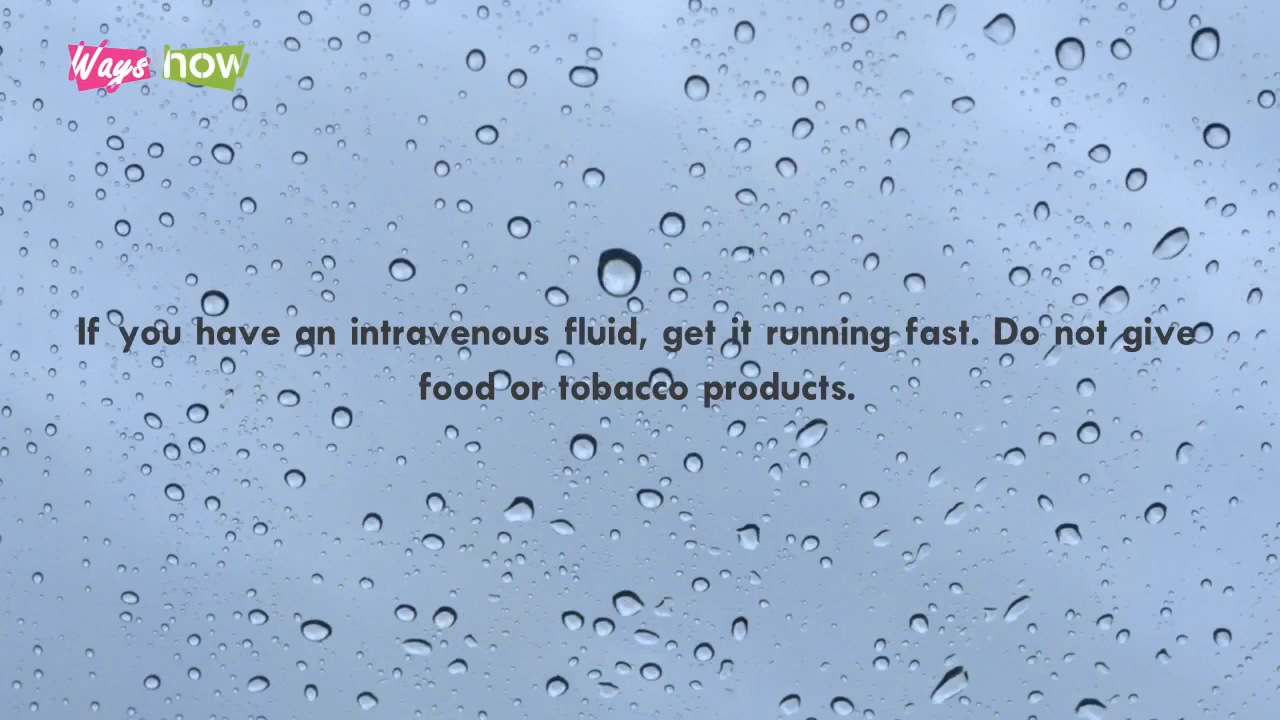 Ways how
If you have an intravenous fluid, get it running fast. Do not give
food or tobacco products.